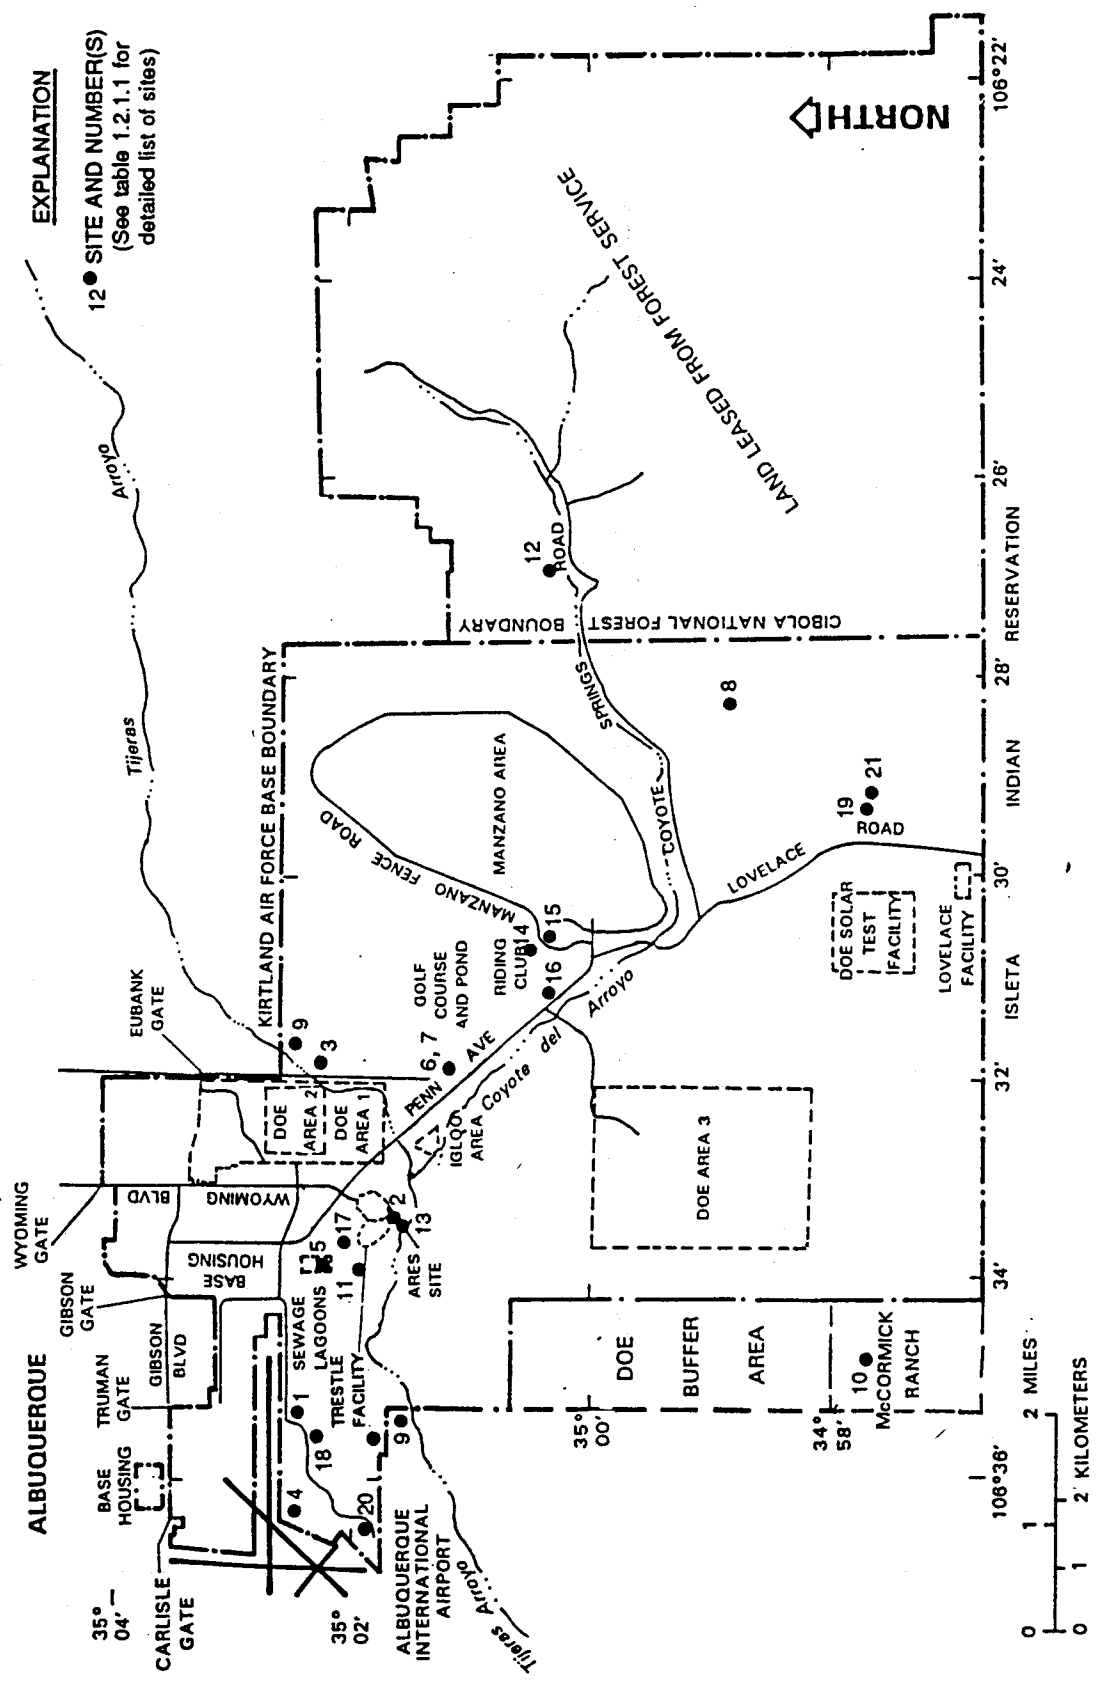 EXPLANATION
12 SITE AND NUMBER(S)
(See table 1.2.1.1 for
detailed list of sites)
ALBUQUERQUE
35°
04'
CARLISLE
GATE
BASE
HOUSING
TRUMAN
GATE
GIBSON
GATE
WYOMING
GATE
EUBANK
GATE
GIBSON
BLVD
BASE
HOUSING
WYOMING
BLVD
KIRTLAND AIR FORCE BASE BOUNDARY
Tijeras
Arroyo
DOE
AREA 2
DOE
AREA 1
9
3
4
1
18
20
9
SEWAGE
LAGOONS
5
17
11
TRESTLE
FACILITY
2
13
ARES
SITE
IGLOO
AREA
PENN
AVE
6, 7
GOLF
COURSE
AND POND
RIDING
CLUB
14
15
16
MANZANO FENCE ROAD
MANZANO AREA
35°
02'
ALBUQUERQUE
INTERNATIONAL
AIRPORT
Tijeras Arroyo
Coyote del Arroyo
COYOTE
SPRINGS
ROAD
12
CIBOLA NATIONAL FOREST BOUNDARY
LAND LEASED FROM FOREST SERVICE
NORTH
8
19
21
LOVELACE
ROAD
DOE AREA 3
DOE SOLAR
TEST
FACILITY
LOVELACE
FACILITY
DOE
BUFFER
AREA
10
McCORMICK
RANCH
35°
00'
34°
58'
106°36'
34'
32'
30'
28'
26'
24'
106°22'
ISLETA INDIAN RESERVATION
0 1 2 MILES
0 1 2 KILOMETERS